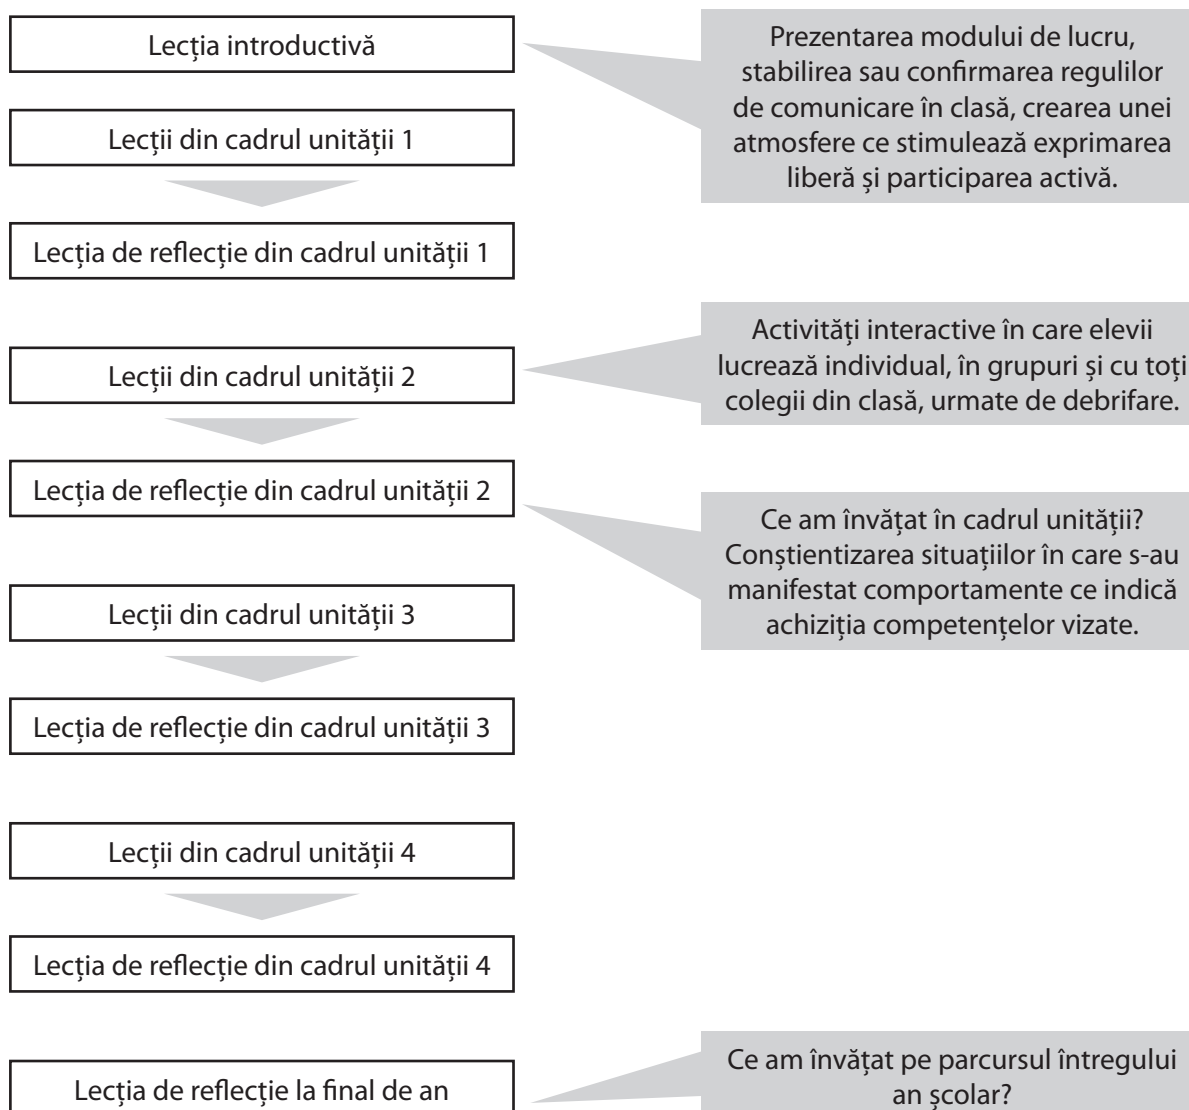 Lecția introductivă
Prezentarea modului de lucru,
stabilirea sau confirmarea regulilor
de comunicare în clasă, crearea unei
atmosfere ce stimulează exprimarea
liberă și participarea activă.
Lecții din cadrul unității 1
Lecția de reflecție din cadrul unității 1
Lecții din cadrul unității 2
Activități interactive în care elevii
lucrează individual, în grupuri și cu toți
colegii din clasă, urmate de debrifare.
Lecția de reflecție din cadrul unității 2
Ce am învățat în cadrul unității?
Conștientizarea situațiilor în care s-au
manifestat comportamente ce indică
achiziția competențelor vizate.
Lecții din cadrul unității 3
Lecția de reflecție din cadrul unității 3
Lecții din cadrul unității 4
Lecția de reflecție din cadrul unității 4
Lecția de reflecție la final de an
Ce am învățat pe parcursul întregului
an școlar?